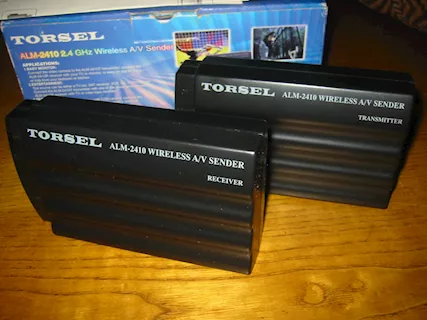 TORSEL
ALM-2410 2.4 GHz Wireless A/V Sender
APPLICATIONS:
TORSEL ALM-2410 WIRELESS A/V SENDER
TRANSMITTER
TORSEL ALM-2410 WIRELESS A/V SENDER
RECEIVER